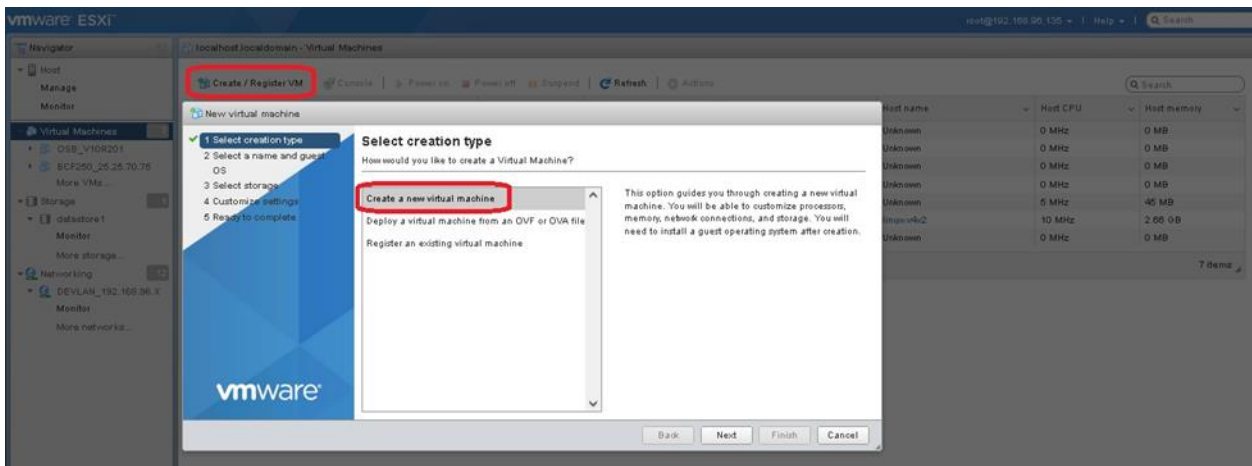 vmware ESXi™
root@192.168.96.135 | Help | Search
Navigator
localhost.localdomain - Virtual Machines
Host
Manage
Monitor
Create / Register VM | Console | Power on Power off Suspend | Refresh | Actions
Search
Virtual Machines
OSB_V10R201
BCF250_25.25.70.76
More VMs...
Storage
datastore1
Monitor
More storage...
Networking 12
DEVLAN_192.168.96.X
Monitor
More networks...
New virtual machine
1 Select creation type
2 Select a name and guest
OS
3 Select storage
4 Customize settings
5 Ready to complete
vmware
Select creation type
How would you like to create a Virtual Machine?
Create a new virtual machine
Deploy a virtual machine from an OVF or OVA file
Register an existing virtual machine
This option guides you through creating a new virtual
machine. You will be able to customize processors,
memory, network connections, and storage. You will
need to install a guest operating system after creation.
Back Next Finish Cancel
Host name Host CPU Host memory
Unknown 0 MHz 0 MB
Unknown 0 MHz 0 MB
Unknown 0 MHz 0 MB
Unknown 0 MHz 0 MB
Unknown 5 MHz 45 MB
10 MHz 2.66 GB
Unknown 0 MHz 0 MB
7 items